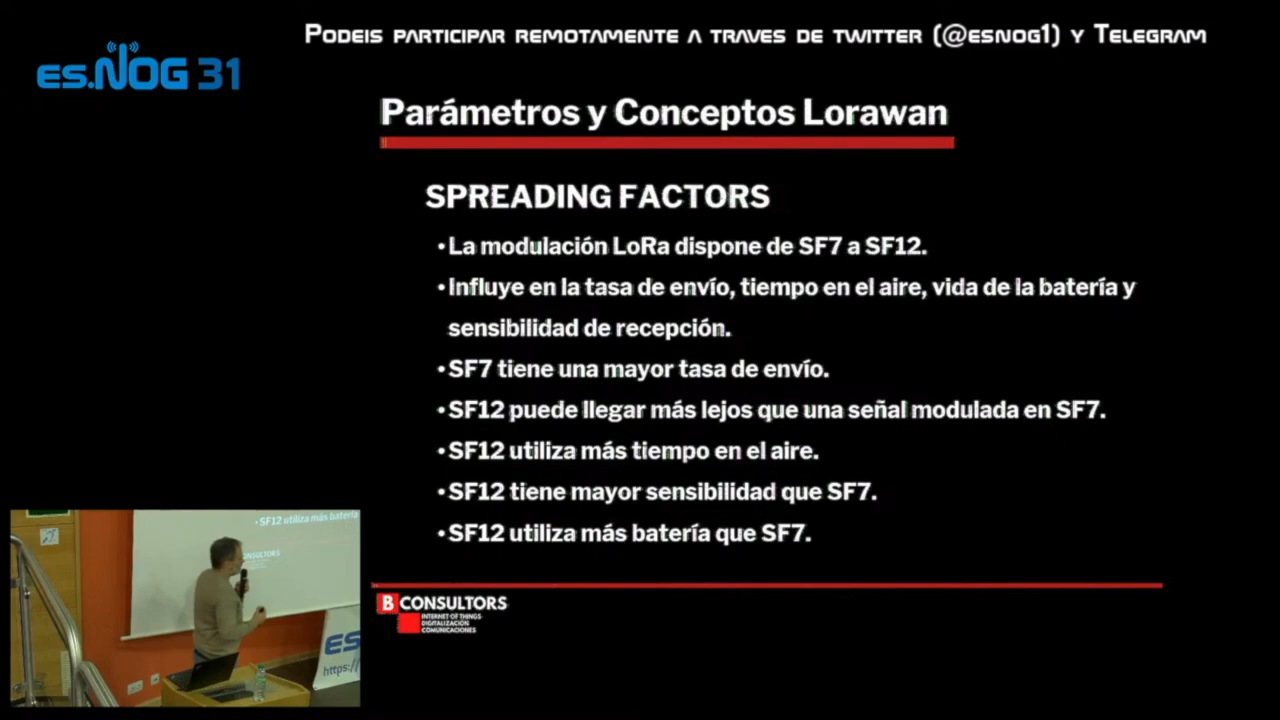 PODEIS PARTICIPAR REMOTAMENTE A TRAVES DE TWITTER (@ESNOG1) Y TELEGRAM
es.NOG 31
Parámetros y Conceptos Lorawan
SPREADING FACTORS
•La modulación LoRa dispone de SF7 a SF12.
•Influye en la tasa de envío, tiempo en el aire, vida de la batería y
sensibilidad de recepción.
•SF7 tiene una mayor tasa de envío.
•SF12 puede llegar más lejos que una señal modulada en SF7.
•SF12 utiliza más tiempo en el aire.
•SF12 tiene mayor sensibilidad que SF7.
•SF12 utiliza más batería que SF7.
B CONSULTORS
INTERNET OF THINGS
DIGITALIZACIÓN
COMUNICACIONES
•SF12 utiliza más batería
ONSULTORS
ES
https:/